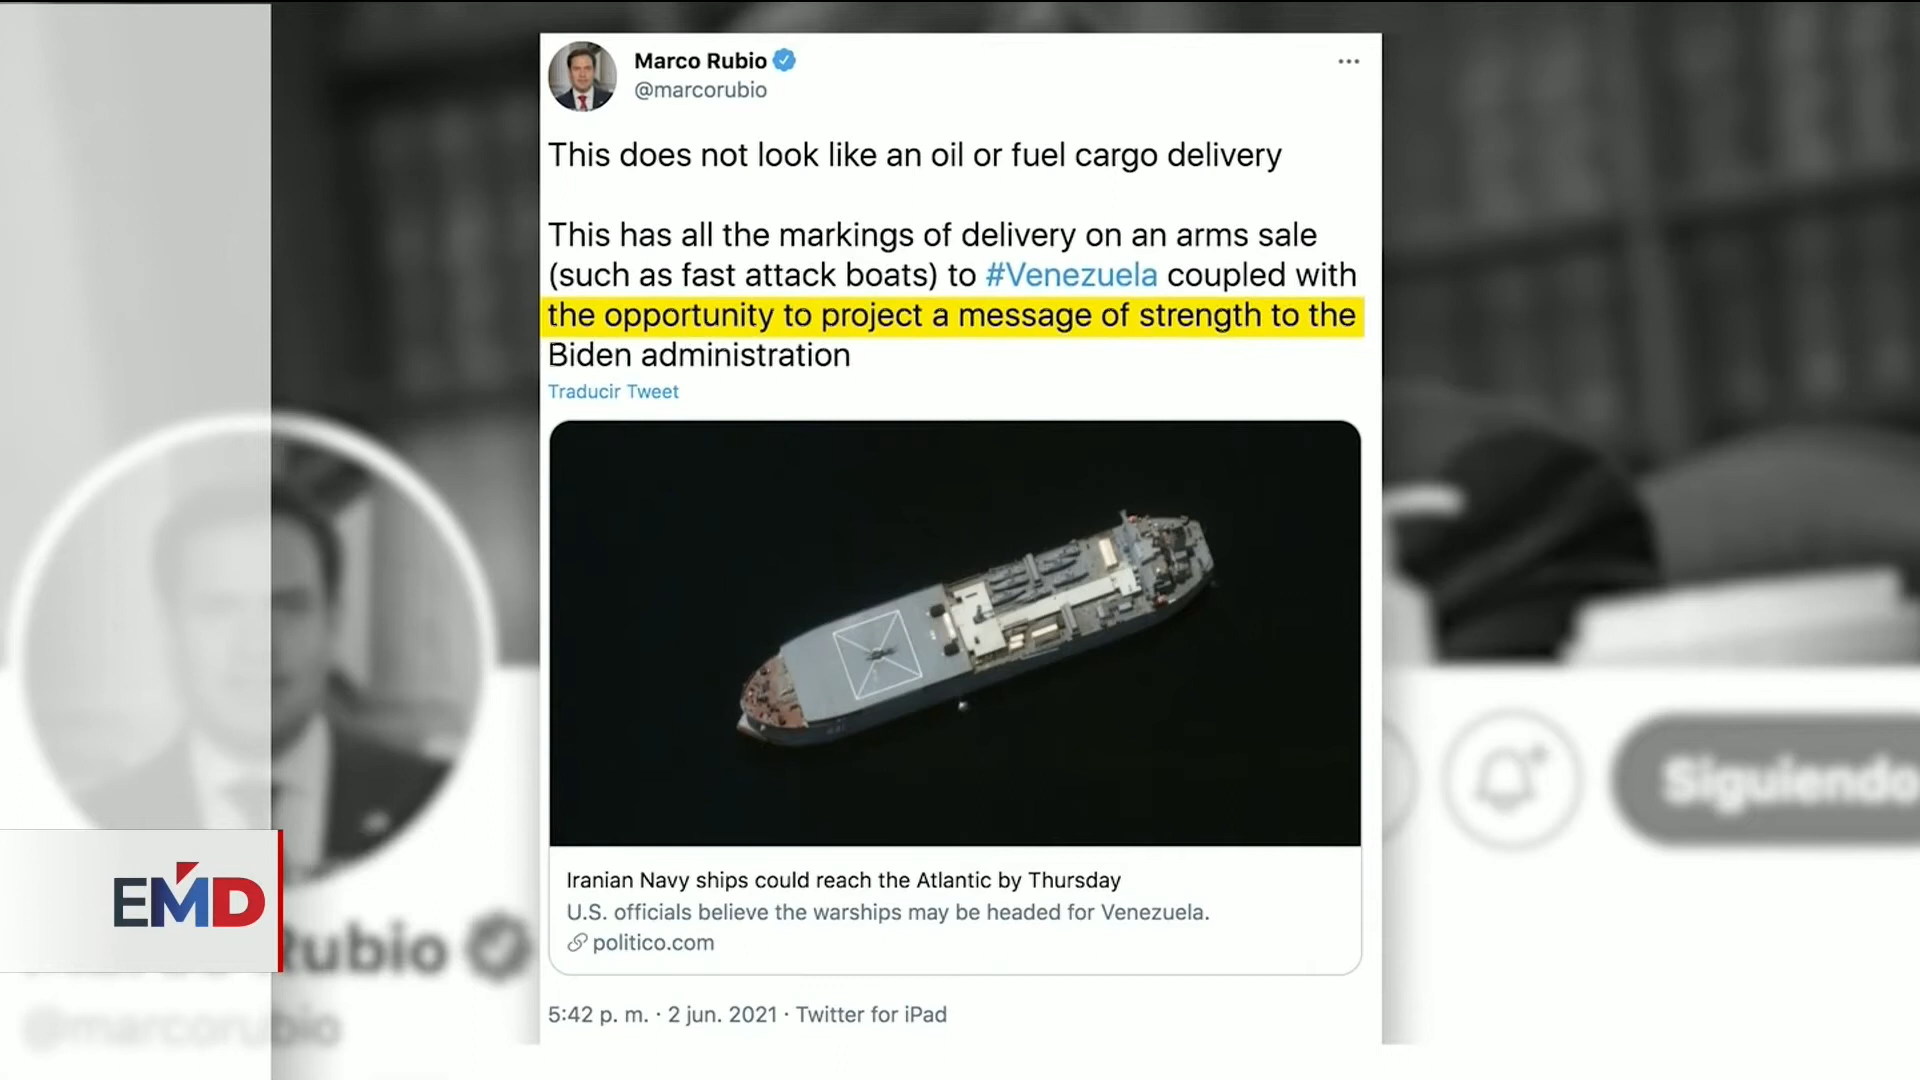 Marco Rubio
@marcorubio
This does not look like an oil or fuel cargo delivery
This has all the markings of delivery on an arms sale
(such as fast attack boats) to #Venezuela coupled with
the opportunity to project a message of strength to the
Biden administration
Traducir Tweet
Iranian Navy ships could reach the Atlantic by Thursday
U.S. officials believe the warships may be headed for Venezuela.
politico.com
5:42 p. m. · 2 jun. 2021 · Twitter for iPad
Siguiendo
EMD
Rubio
@marcorubio